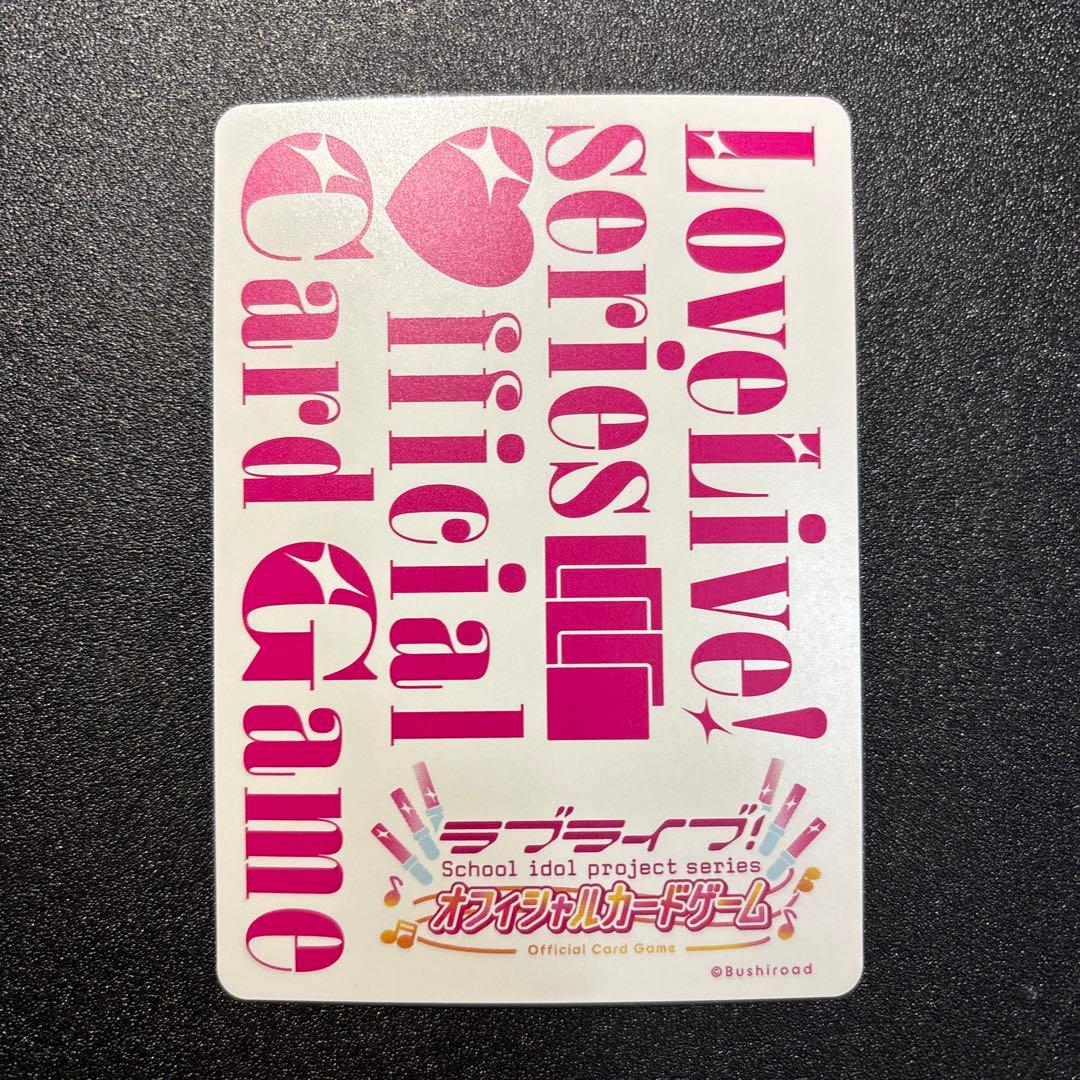 LoveLive!
series
♥fficial
Card Game
ラブライブ!
School idol project series
オフィシャルカードゲーム
Official Card Game
©Bushiroad